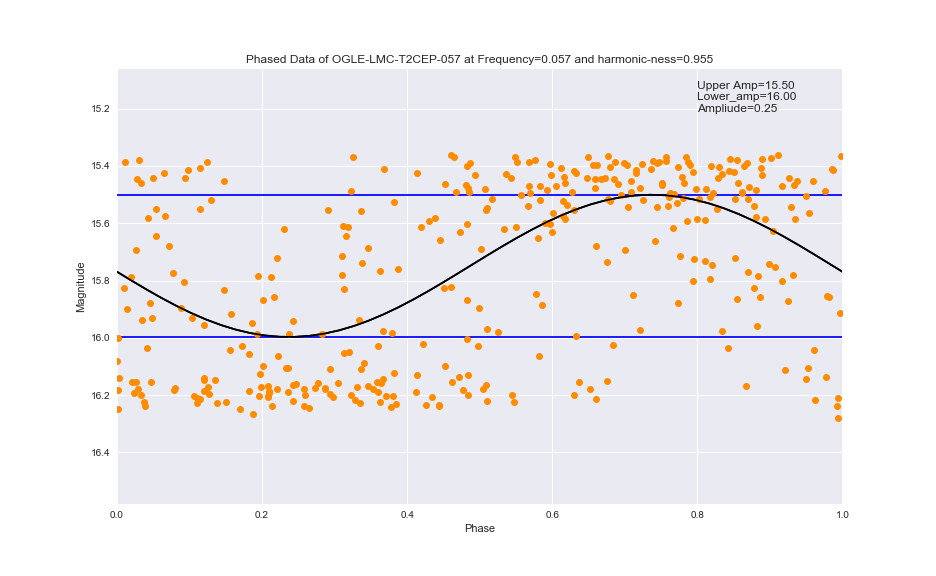 Phased Data of OGLE-LMC-T2CEP-057 at Frequency=0.057 and harmonic-ness=0.955
Upper Amp=15.50
Lower_amp=16.00
Ampliude=0.25
15.2
15.4
15.6
15.8
16.0
16.2
16.4
Magnitude
0.0 0.2 0.4 0.6 0.8 1.0
Phase